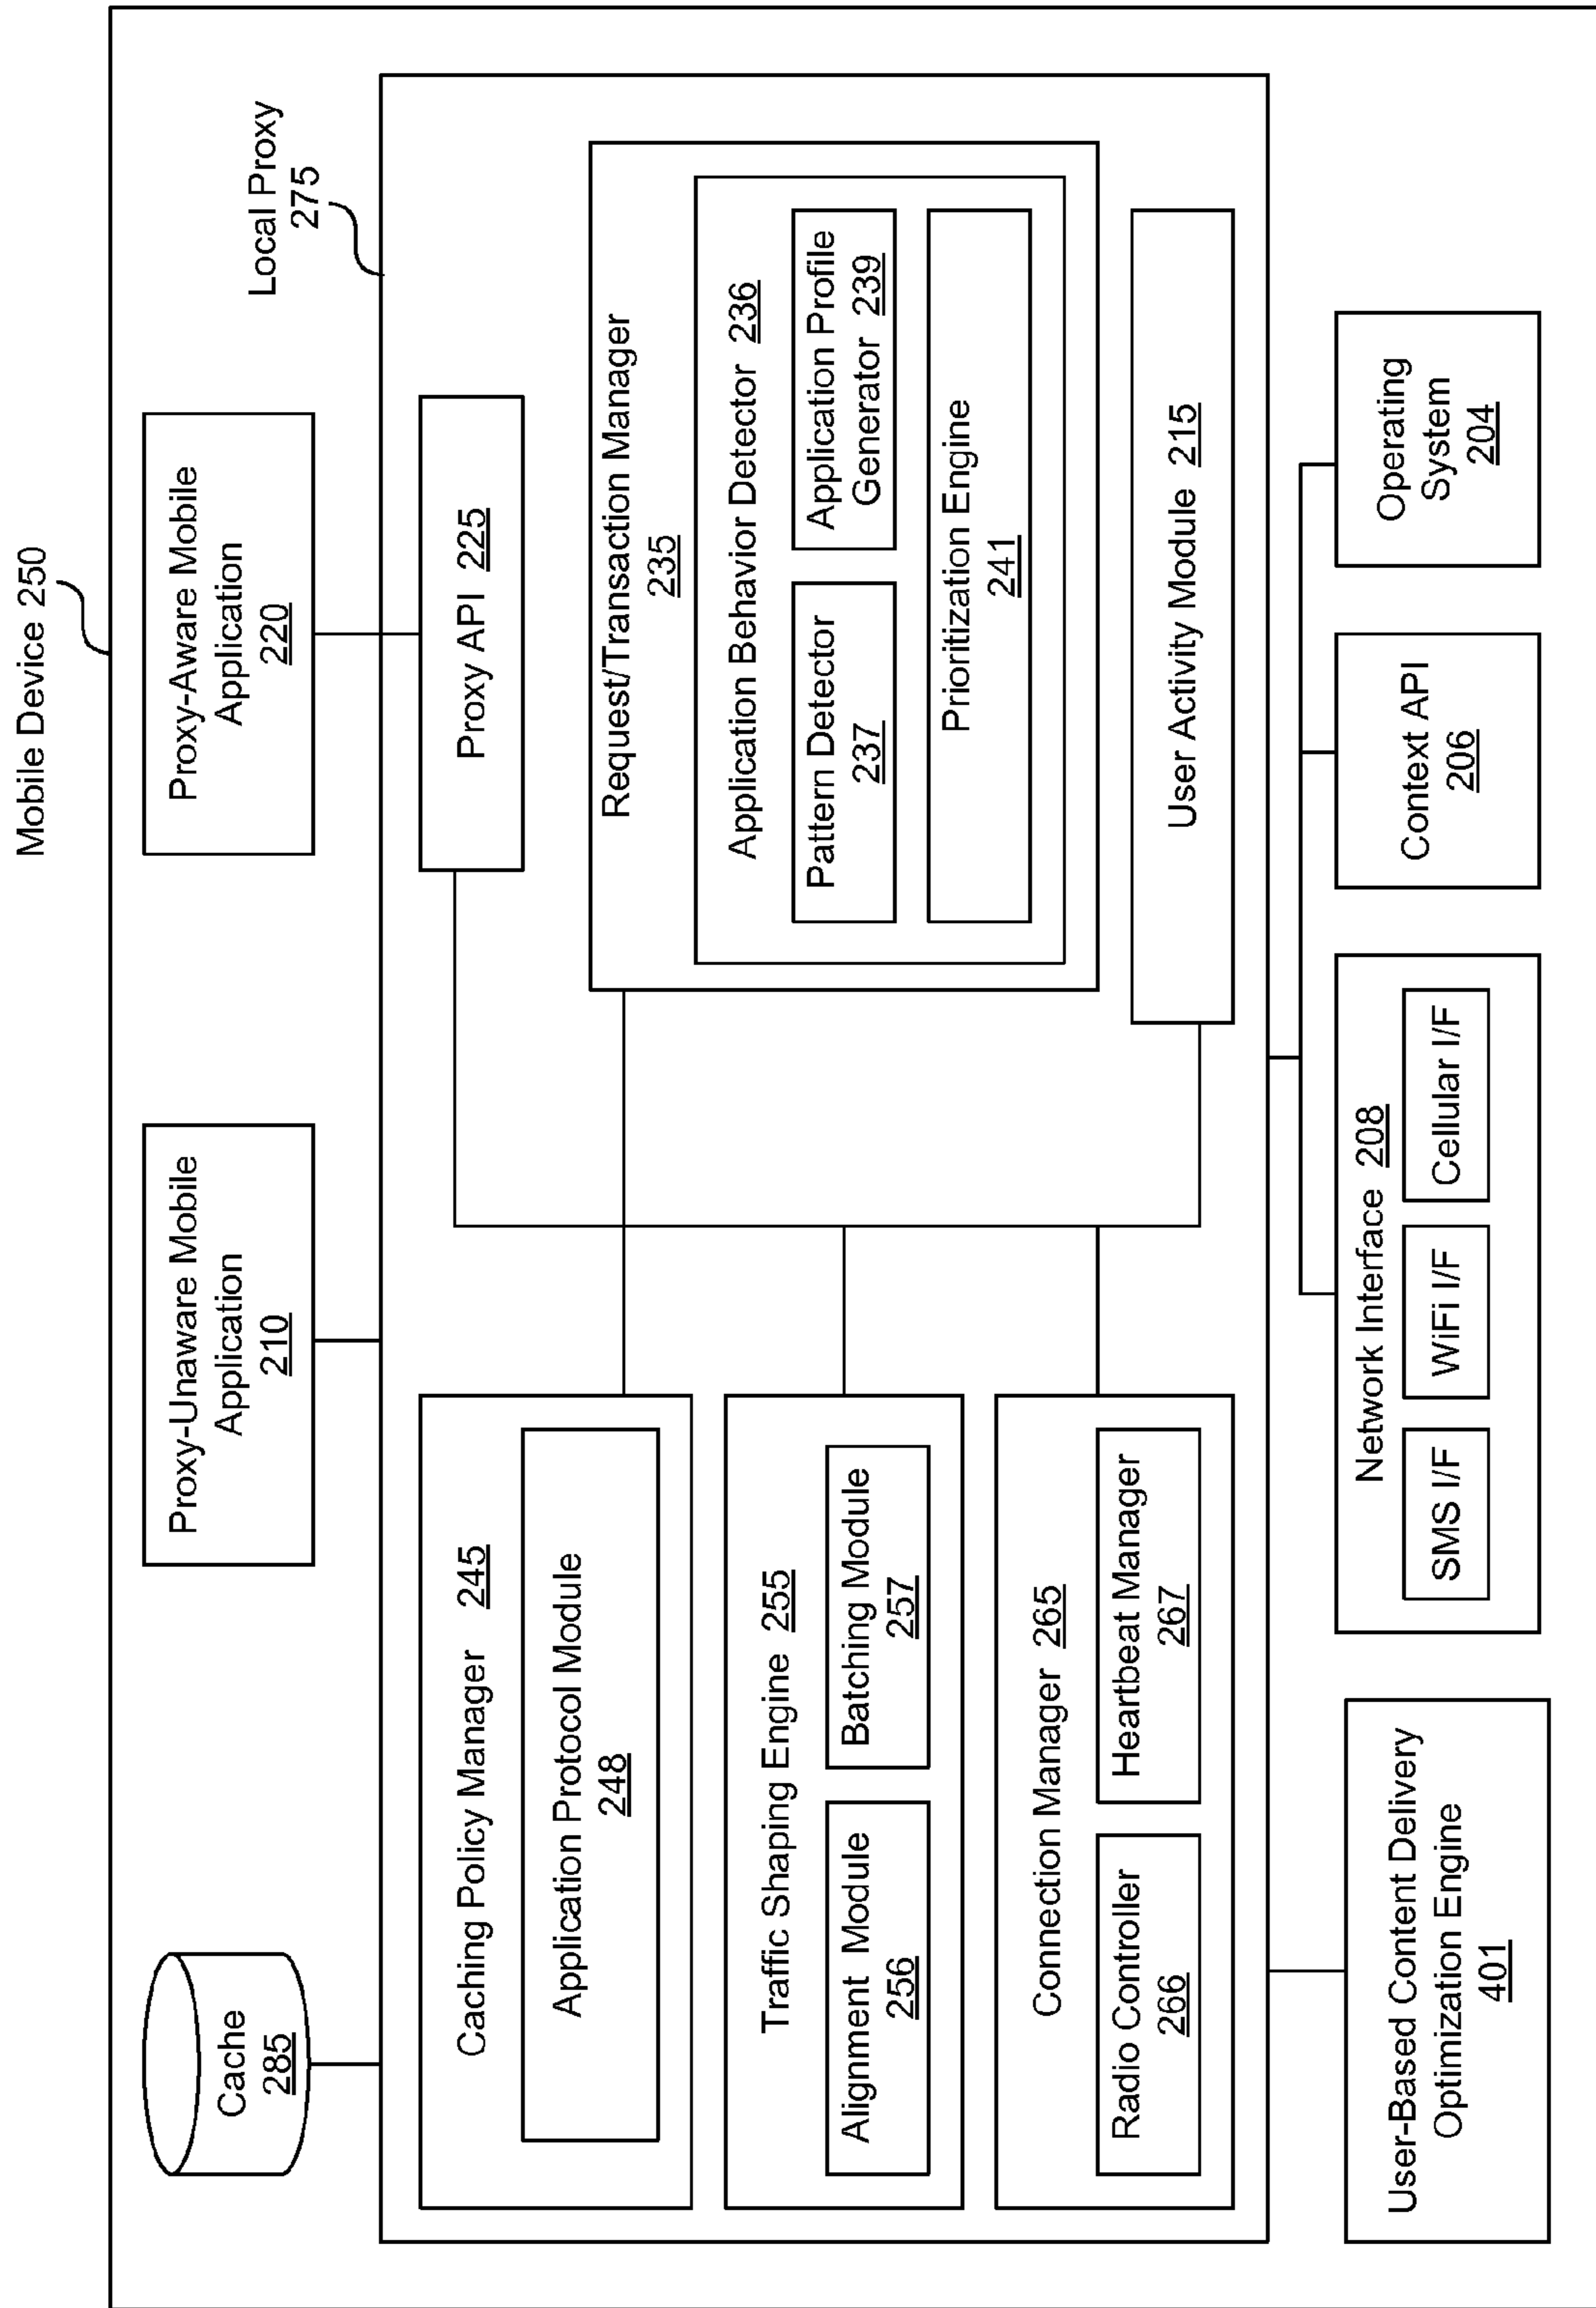 Mobile Device 250
Cache
285
Proxy-Unaware Mobile
Application
210
Proxy-Aware Mobile
Application
220
Local Proxy
275
Caching Policy Manager 245
Application Protocol Module
248
Traffic Shaping Engine 255
Alignment Module
256
Batching Module
257
Connection Manager 265
Radio Controller
266
Heartbeat Manager
267
Proxy API 225
Request/Transaction Manager
235
Application Behavior Detector 236
Pattern Detector
237
Application Profile
Generator 239
Prioritization Engine
241
User Activity Module 215
User-Based Content Delivery
Optimization Engine
401
Network Interface 208
SMS I/F
WiFi I/F
Cellular I/F
Context API
206
Operating
System
204